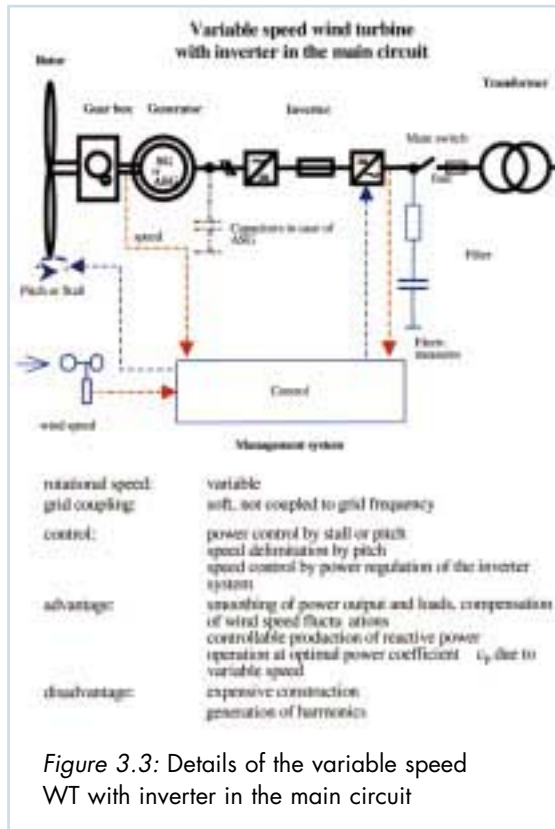 Variable speed wind turbine
with inverter in the main circuit
Rotor
Transformer
Gear box Generator Inverter
Main switch
SG
or
ASG
Fuse
Capacitors in case of
ASG
speed
Filter
Pitch or Stall
Control
wind speed
Management system
rotational speed: variable
grid coupling: soft, not coupled to grid frequency
control: power control by stall or pitch
speed delimitation by pitch
speed control by power regulation of the inverter
system
advantage: smoothing of power output and loads, compensation
of wind speed fluctu ations
controllable production of reactive power
operation at optimal power coefficient cp due to
variable speed
disadvantage: expensive construction
generation of harmonics
Figure 3.3: Details of the variable speed
WT with inverter in the main circuit